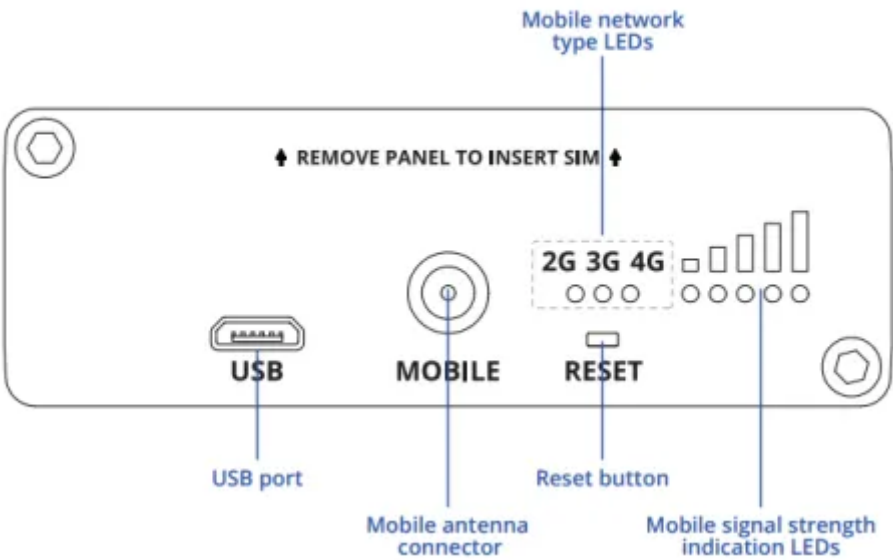 Mobile network
type LEDs
REMOVE PANEL TO INSERT SIM
2G 3G 4G
USB
MOBILE
RESET
USB port
Reset button
Mobile antenna
connector
Mobile signal strength
indication LEDs